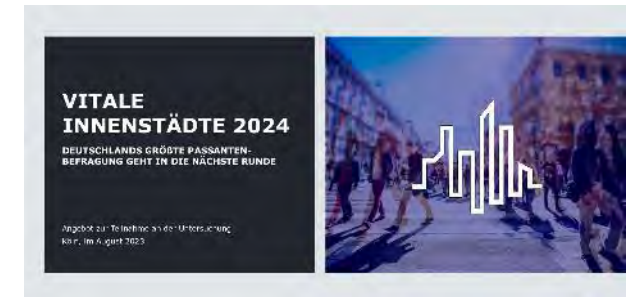 VITALE
INNENSTÄDTE 2024
DEUTSCHLANDS GRÖßTE PASSANTEN-
BEFRAGUNG GEHT IN DIE NÄCHSTE RUNDE
Angebot zur Teilnahme an der Untersuchung
Köln, im August 2023